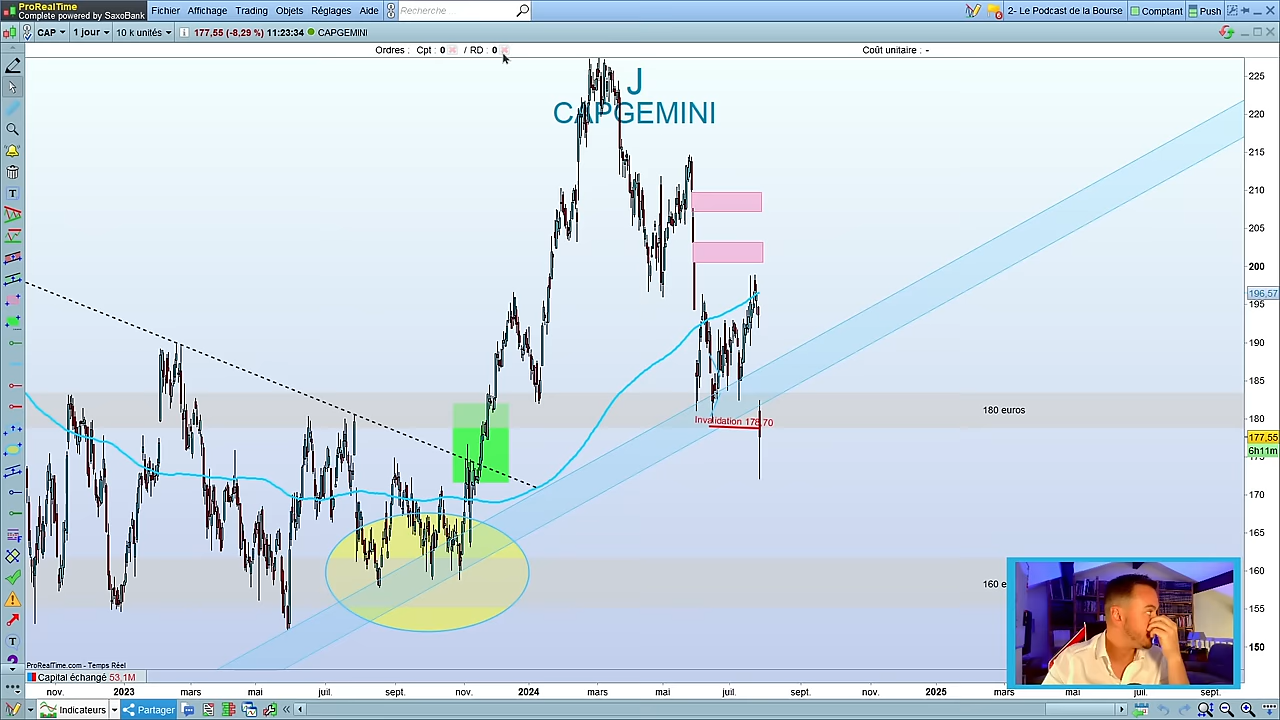 ProRealTime
Complete powered by SaxoBank
Fichier Affichage Trading Objets Réglages Aide
Recherche
2- Le Podcast de la Bourse
Comptant
Push
CAP
1 jour
10 k unités
177,55 (-8,29 %) 11:23:34
CAPGEMINI
Ordres : Cpt : 0 / RD : 0
Coût unitaire : -
J
CAPGEMINI
225
220
215
210
205
200
196,57
195
190
185
180 euros
180
Invalidation 178,70
177,55
6h11m
170
165
160
160 e
155
150
ProRealTime.com - Temps Réel
Capital échangé 53,1M
nov. 2023 mars mai juil. sept. nov. 2024 mars mai juil. sept. nov. 2025 mars mai juil. sept.
Indicateurs
Partager